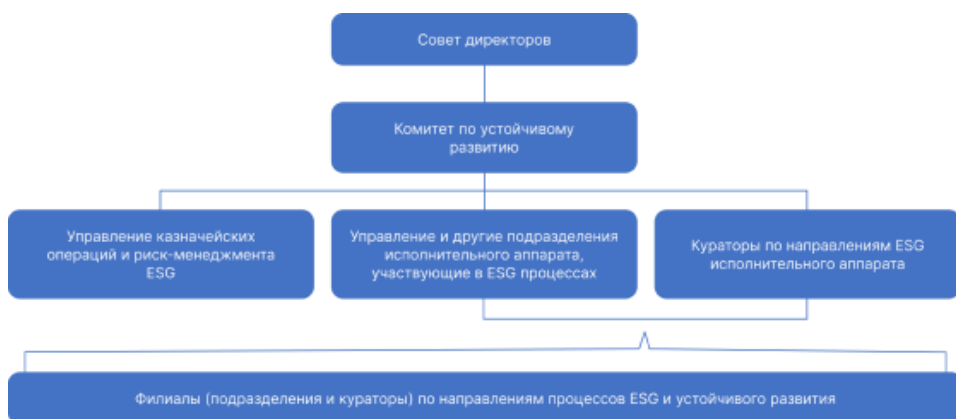 Совет директоров
Комитет по устойчивому
развитию
Управление казначейских
операций и риск-менеджмента
ESG
Управление и другие подразделения
исполнительного аппарата,
участвующие в ESG процессах
Кураторы по направлениям ESG
исполнительного аппарата
Филиалы (подразделения и кураторы) по направлениям процессов ESG и устойчивого развития